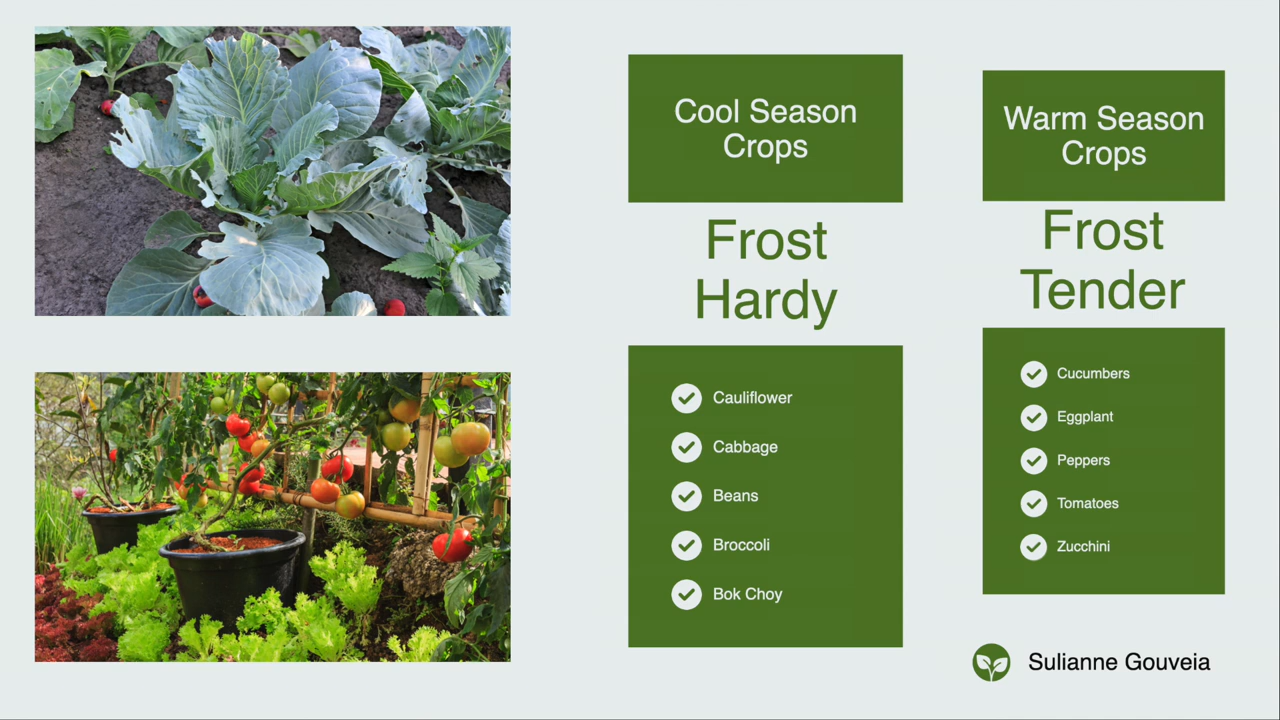 Cool Season
Crops
Frost
Hardy
Cauliflower
Cabbage
Beans
Broccoli
Bok Choy
Warm Season
Crops
Frost
Tender
Cucumbers
Eggplant
Peppers
Tomatoes
Zucchini
Sulianne Gouveia